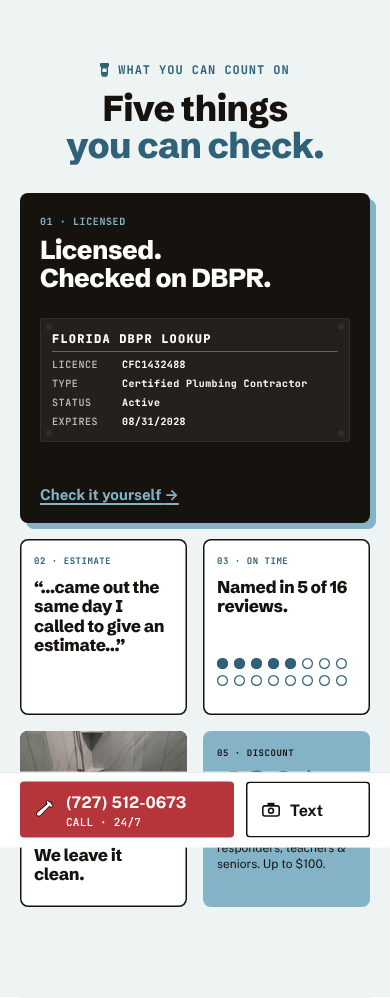 WHAT YOU CAN COUNT ON
Five things
you can check.
01 · LICENSED
Licensed.
Checked on DBPR.
FLORIDA DBPR LOOKUP
LICENCE CFC1432488
TYPE Certified Plumbing Contractor
STATUS Active
EXPIRES 08/31/2028
Check it yourself →
02 · ESTIMATE
“…came out the
same day I
called to give an
estimate…”
03 · ON TIME
Named in 5 of 16
reviews.
05 · DISCOUNT
(727) 512-0673
CALL · 24/7
Text
We leave it
clean.
responders, teachers &
seniors. Up to $100.